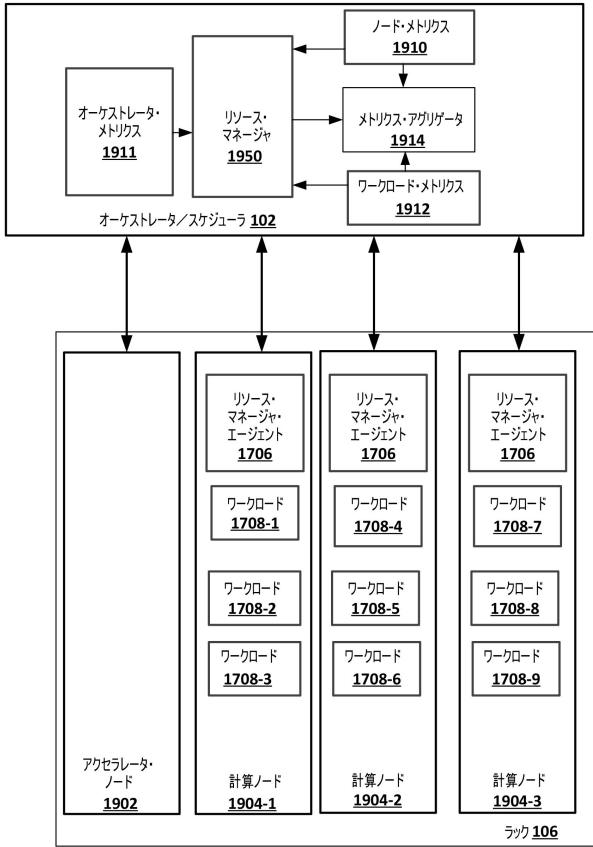 ノード・メトリクス
1910
オーケストレータ・
メトリクス
1911
リソース・
マネージャ
1950
メトリクス・アグリゲータ
1914
ワークロード・メトリクス
1912
オーケストレータ／スケジューラ 102
リソース・
マネージャ・
エージェント
1706
ワークロード
1708-1
ワークロード
1708-2
ワークロード
1708-3
リソース・
マネージャ・
エージェント
1706
ワークロード
1708-4
ワークロード
1708-5
ワークロード
1708-6
リソース・
マネージャ・
エージェント
1706
ワークロード
1708-7
ワークロード
1708-8
ワークロード
1708-9
アクセラレータ・
ノード
1902
計算ノード
1904-1
計算ノード
1904-2
計算ノード
1904-3
ラック 106